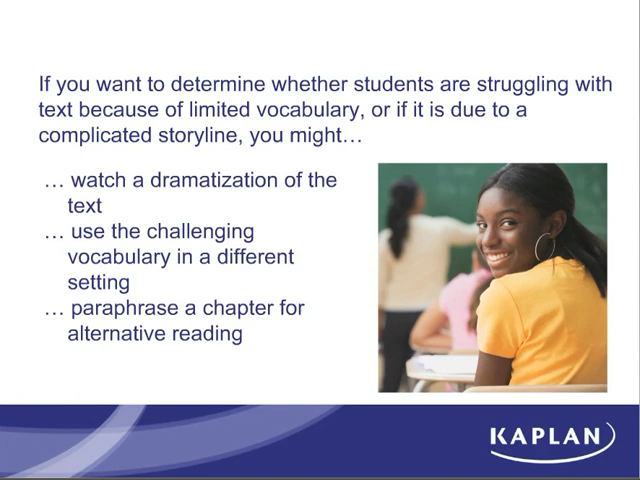 If you want to determine whether students are struggling with
text because of limited vocabulary, or if it is due to a
complicated storyline, you might…
… watch a dramatization of the
text
… use the challenging
vocabulary in a different
setting
… paraphrase a chapter for
alternative reading
KAPLAN